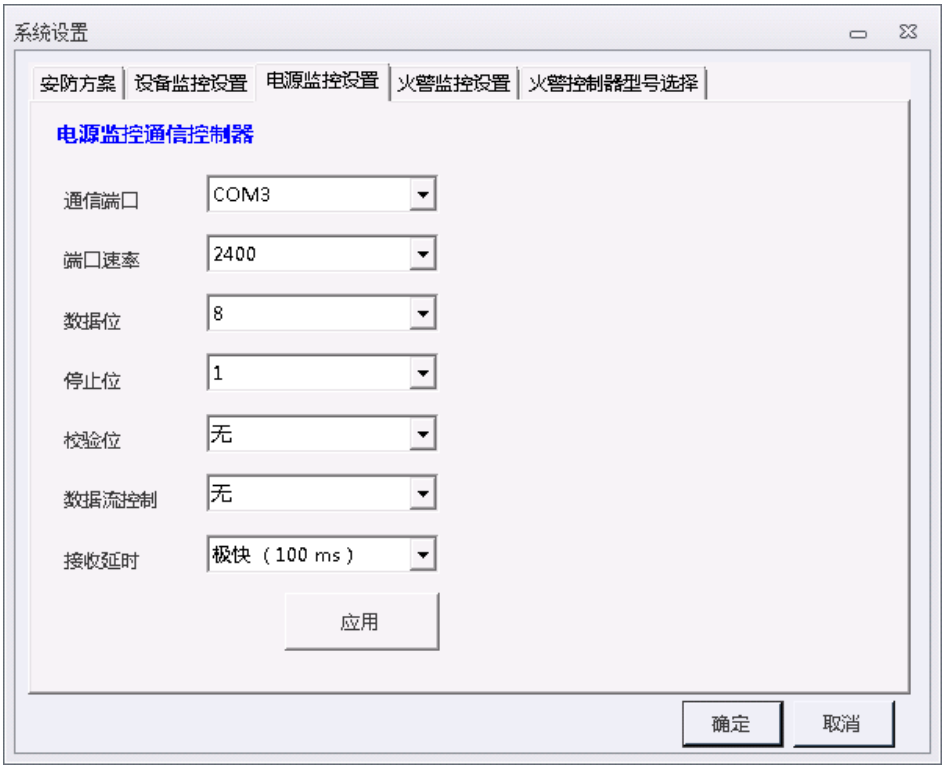 系统设置
安防方案 设备监控设置 电源监控设置 火警监控设置 火警控制器型号选择
电源监控通信控制器
通信端口 COM3
端口速率 2400
数据位 8
停止位 1
校验位 无
数据流控制 无
接收延时 极快（100 ms）
应用
确定 取消